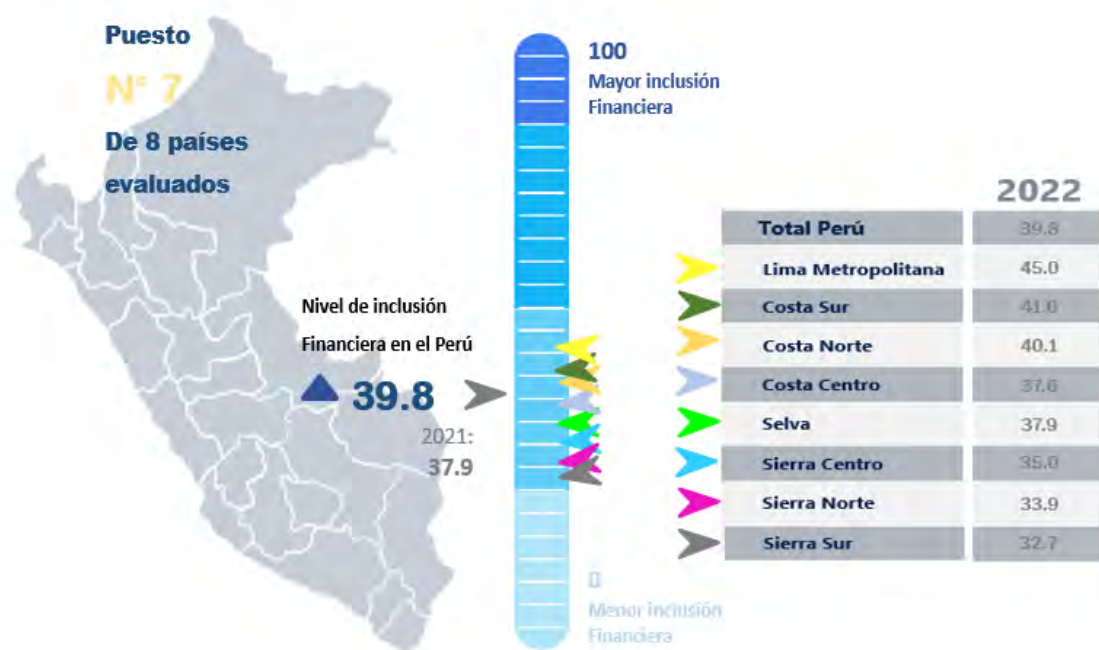 Puesto
N° 7
De 8 países
evaluados
100
Mayor inclusión
Financiera
Nivel de inclusión
Financiera en el Perú
39.8
2021:
37.9
2022
Total Perú 39.8
Lima Metropolitana 45.0
Costa Sur
Costa Norte 40.1
Costa Centro 37.6
Selva 37.9
Sierra Centro 35.0
Sierra Norte 33.9
Sierra Sur 32.7
0
Menor inclusión
Financiera